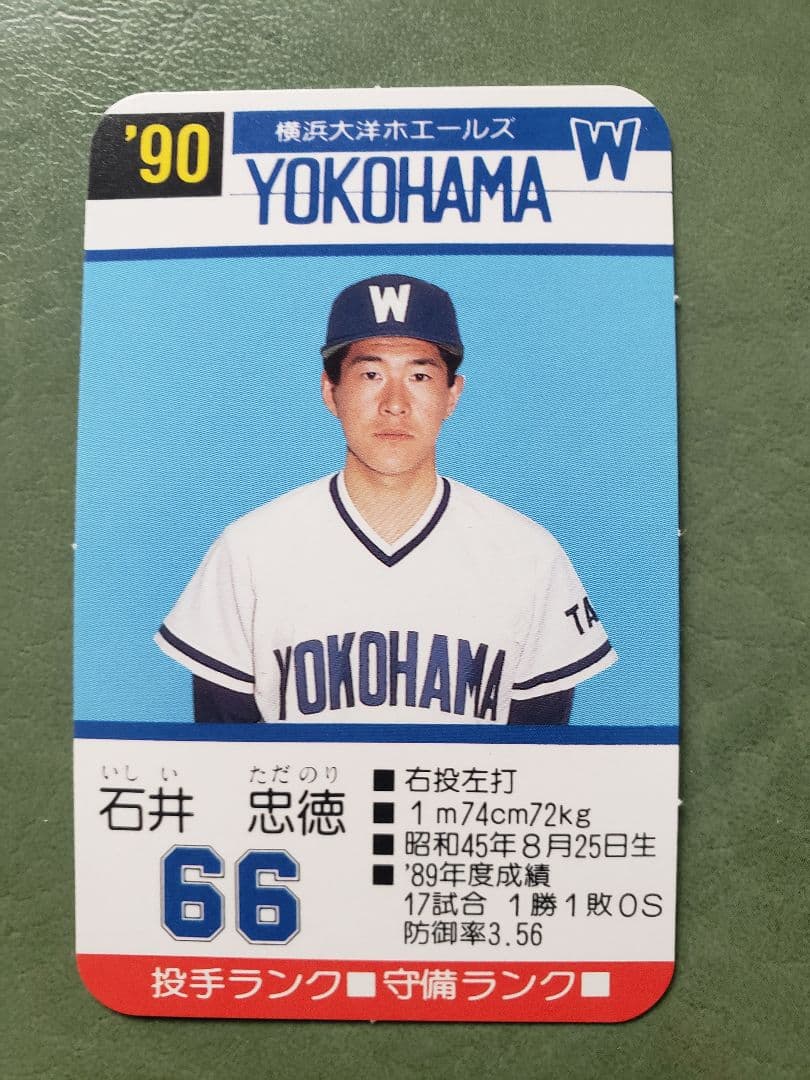 '90
横浜大洋ホエールズ
W
YOKOHAMA
W
TA
YOKOHAMA
いしい ただのり
石井 忠徳
66
■ 右投左打
■ 1m74cm72kg
■ 昭和45年8月25日生
■ '89年度成績
17試合 1勝1敗0S
防御率3.56
投手ランク□ 守備ランク□